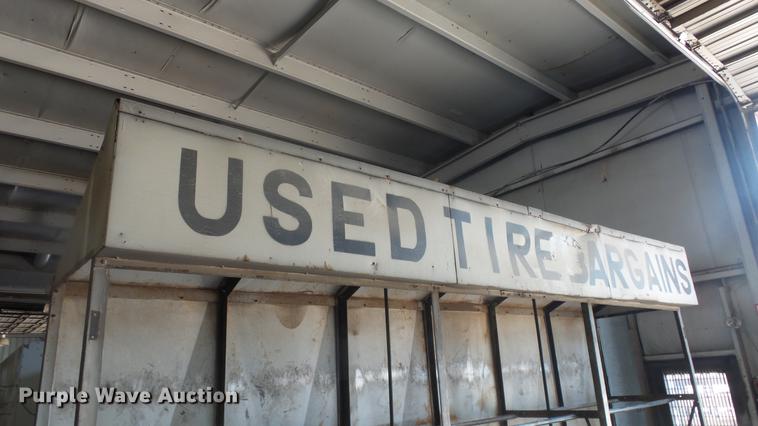 USED TIRE BARGAINS
Purple Wave Auction®